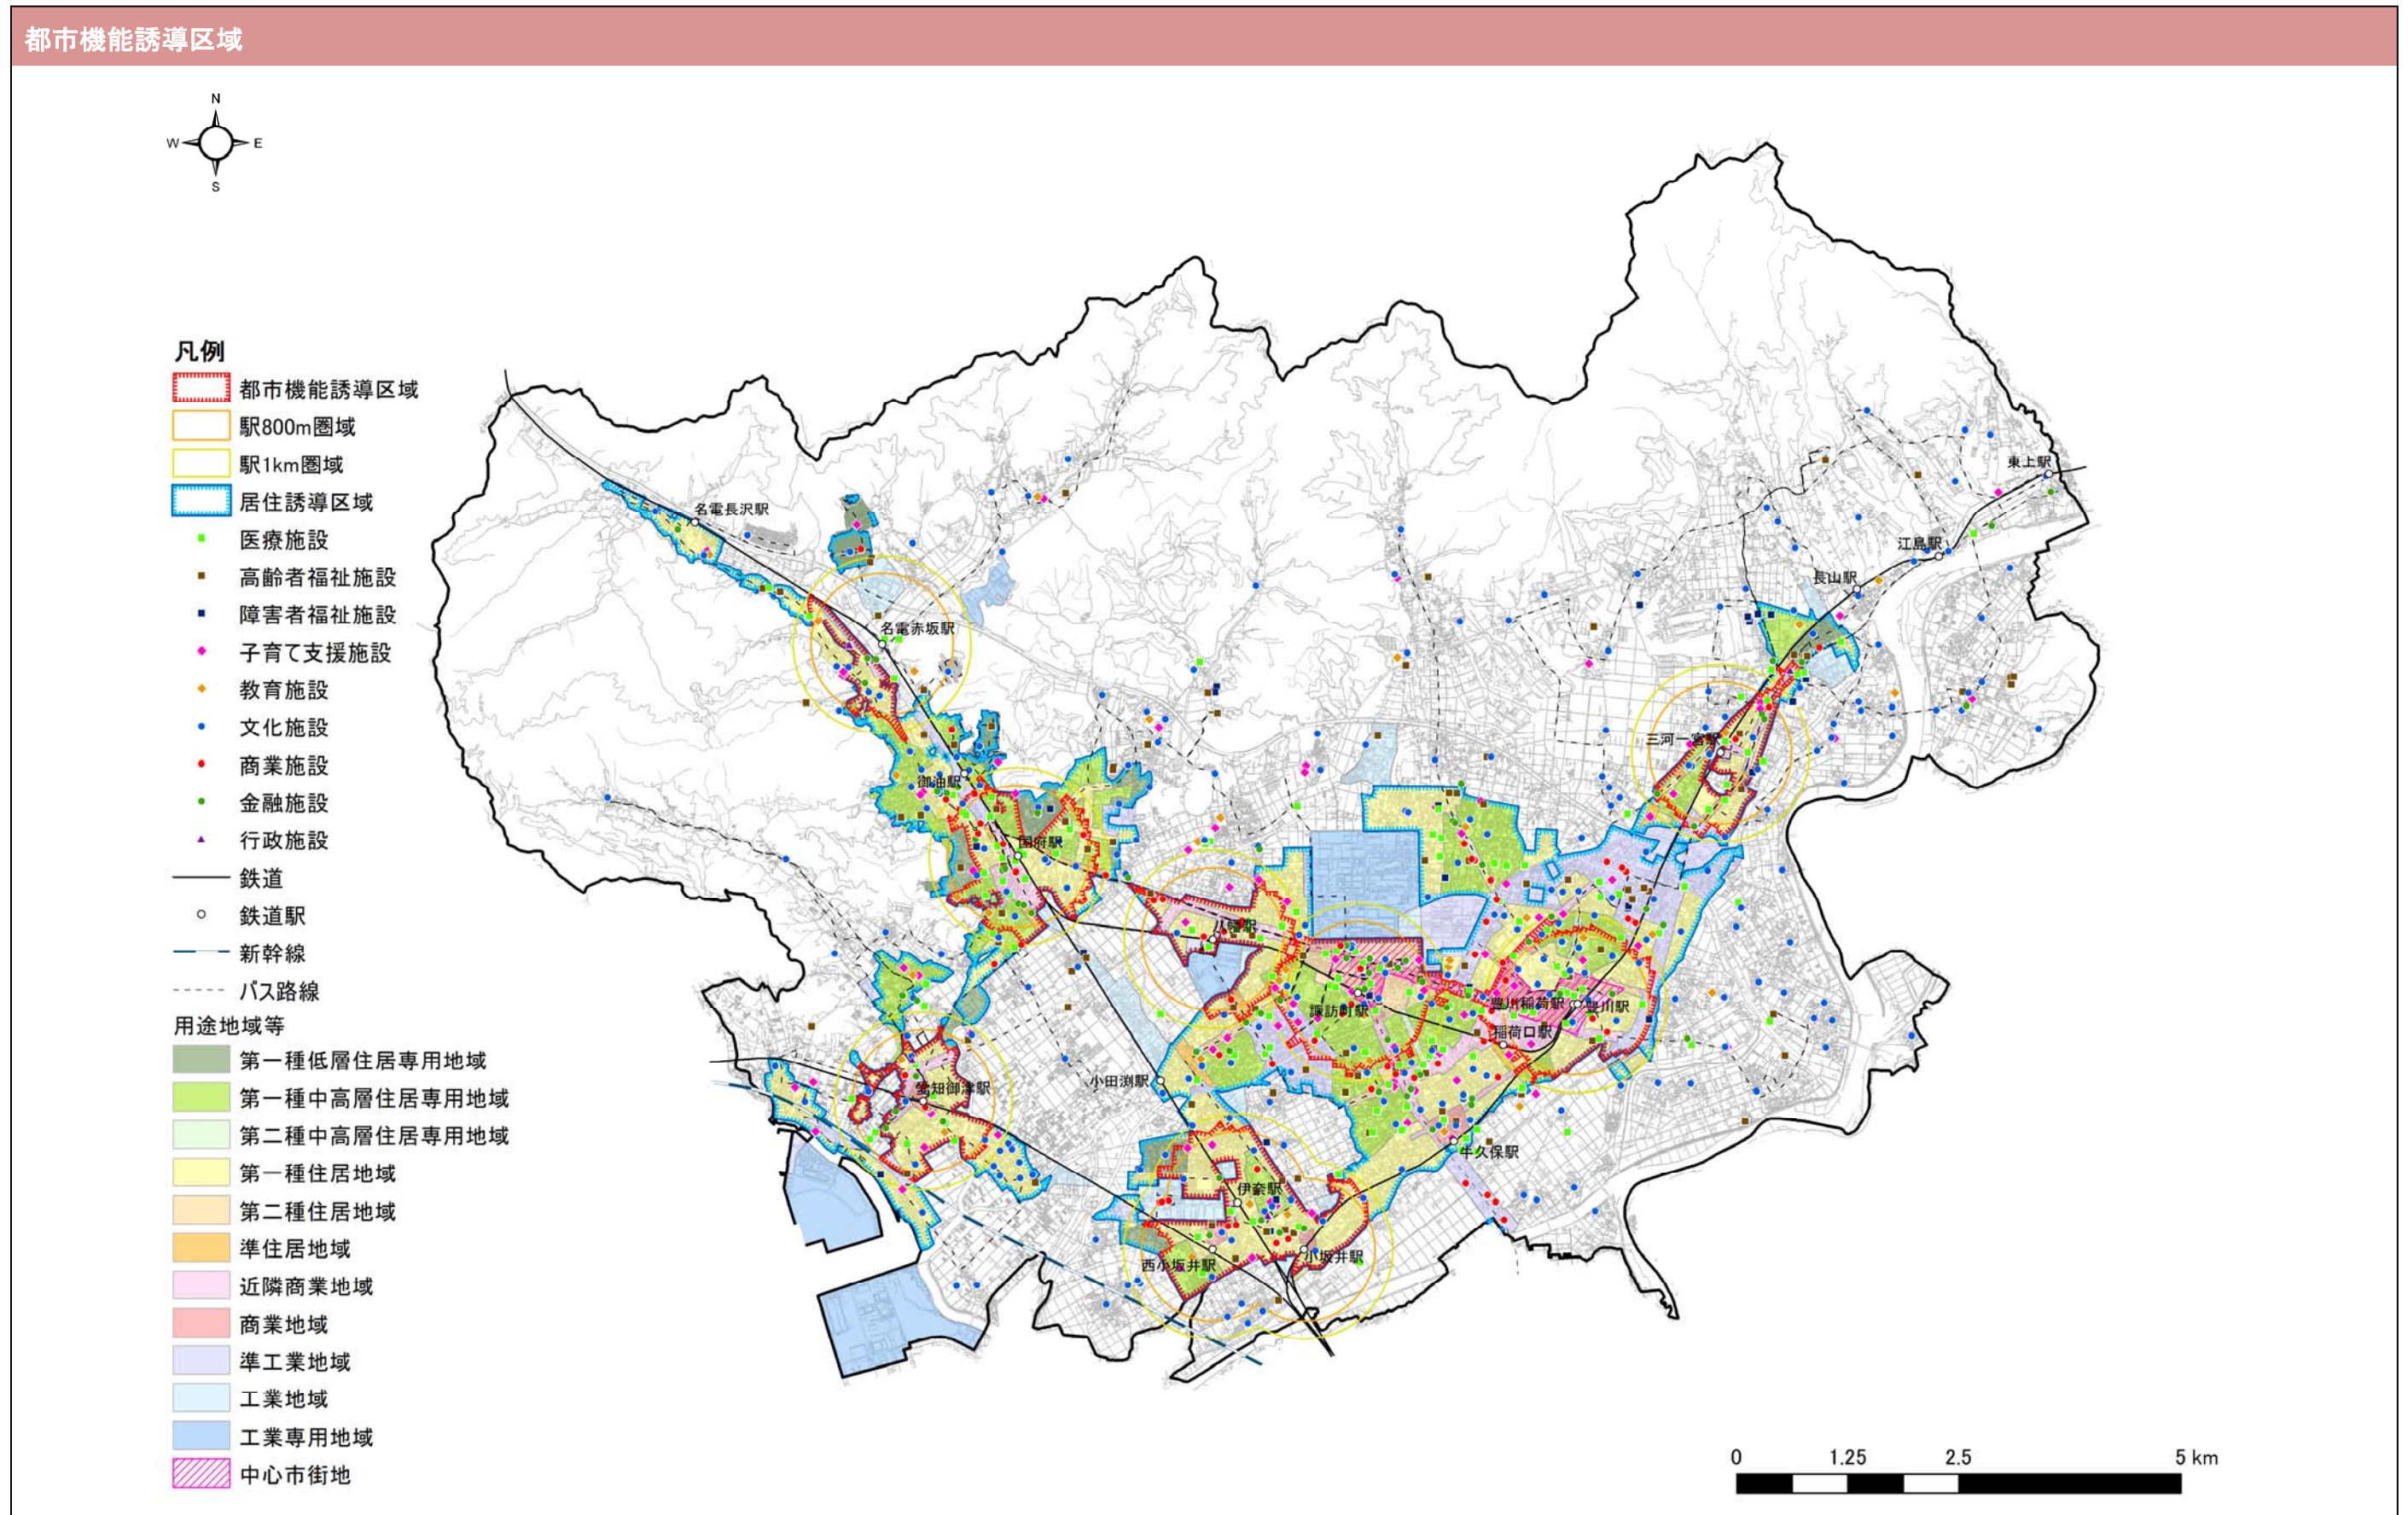 都市機能誘導区域
N
W
E
S
凡例
都市機能誘導区域
駅800m圏域
駅1km圏域
居住誘導区域
医療施設
高齢者福祉施設
障害者福祉施設
子育て支援施設
教育施設
文化施設
商業施設
金融施設
行政施設
鉄道
鉄道駅
新幹線
バス路線
用途地域等
第一種低層住居専用地域
第一種中高層住居専用地域
第二種中高層住居専用地域
第一種住居地域
第二種住居地域
準住居地域
近隣商業地域
商業地域
準工業地域
工業地域
工業専用地域
中心市街地
東上駅
名電長沢駅
江島駅
長山駅
名電赤坂駅
三河一宮駅
御油駅
国府駅
八幡駅
諏訪町駅
豊川稲荷駅
豊川駅
稲荷口駅
小田渕駅
愛知御津駅
牛久保駅
伊奈駅
西小坂井駅
小坂井駅
0 1.25 2.5 5 km